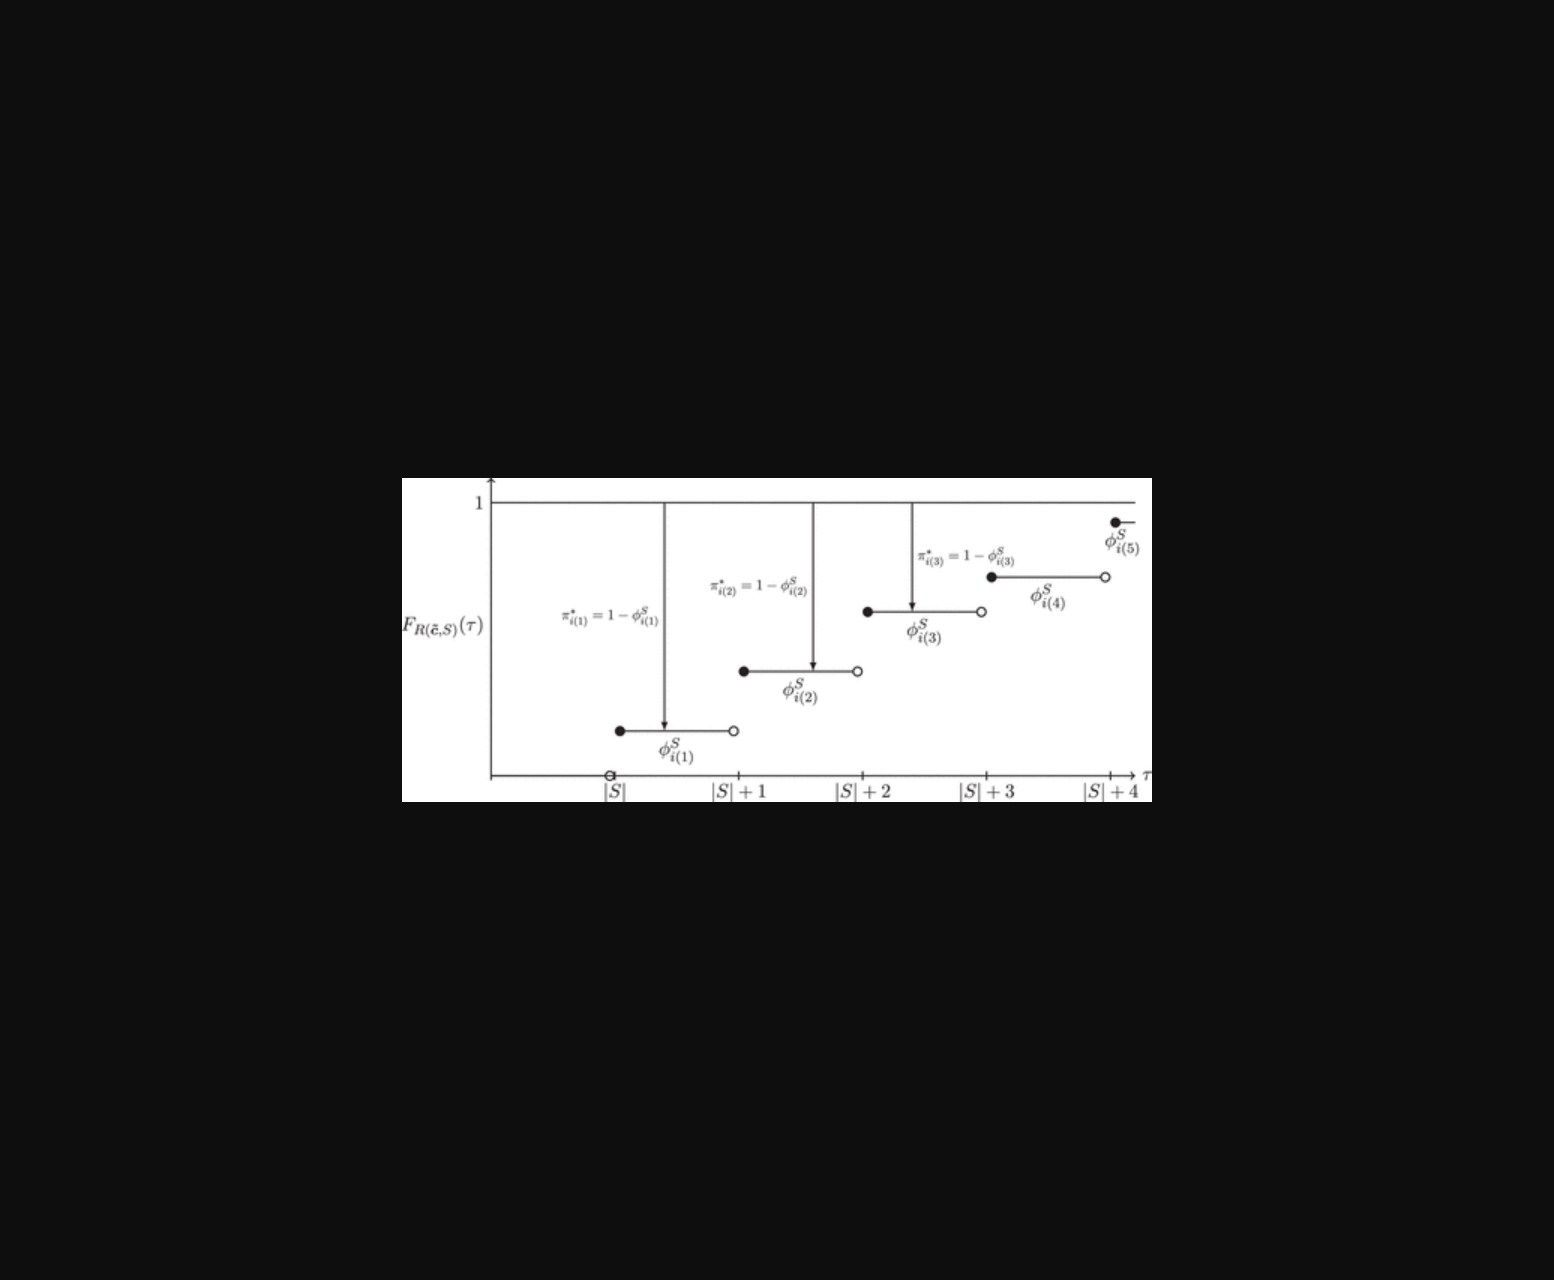 1
ϕ^S_{i(5)}
π*_{i(3)} = 1 − ϕ^S_{i(3)}
π*_{i(2)} = 1 − ϕ^S_{i(2)}
ϕ^S_{i(4)}
π*_{i(1)} = 1 − ϕ^S_{i(1)}
F_{R(c̃,S)}(τ)
ϕ^S_{i(3)}
ϕ^S_{i(2)}
ϕ^S_{i(1)}
τ
|S| |S| + 1 |S| + 2 |S| + 3 |S| + 4